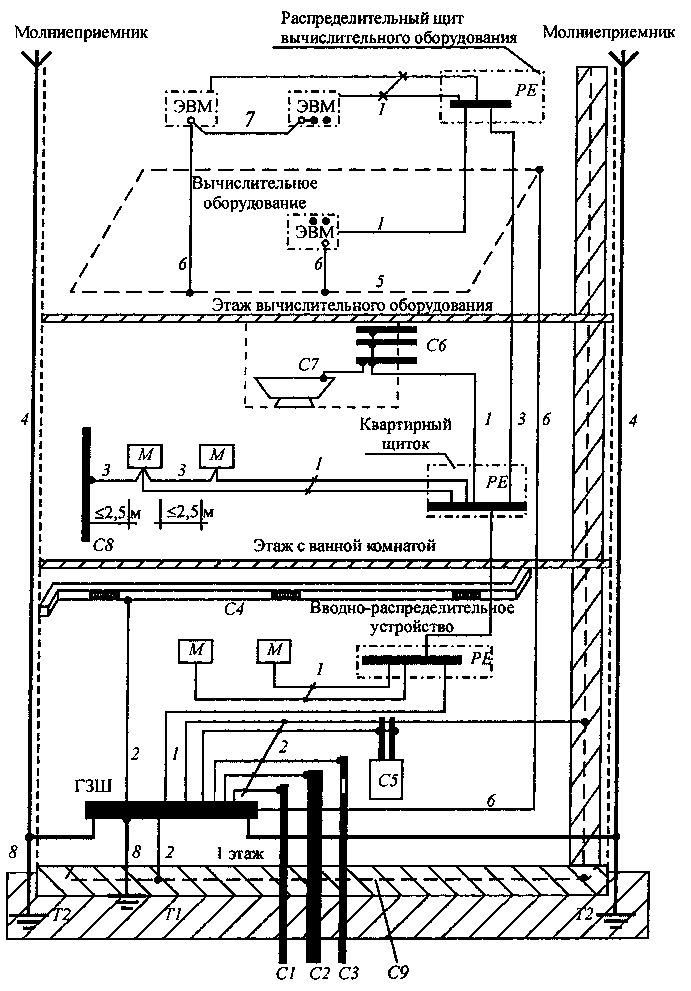 Распределительный щит
Молниеприемник вычислительного оборудования Молниеприемник
PE
ЭВМ 7 ЭВМ 1
Вычислительное
оборудование
ЭВМ 1
6 6 5
Этаж вычислительного оборудования
C7 C6
4 1 3 6 4
Квартирный
щиток
M M
3 3 1 PE
≤2,5 м ≤2,5 м
C8 Этаж с ванной комнатой
C4
Вводно-распределительное
устройство
M M 1 PE
2 1 2
ГЗШ C5
6
8 8 2 1 этаж
T2 T1 T2
C1 C2 C3 C9